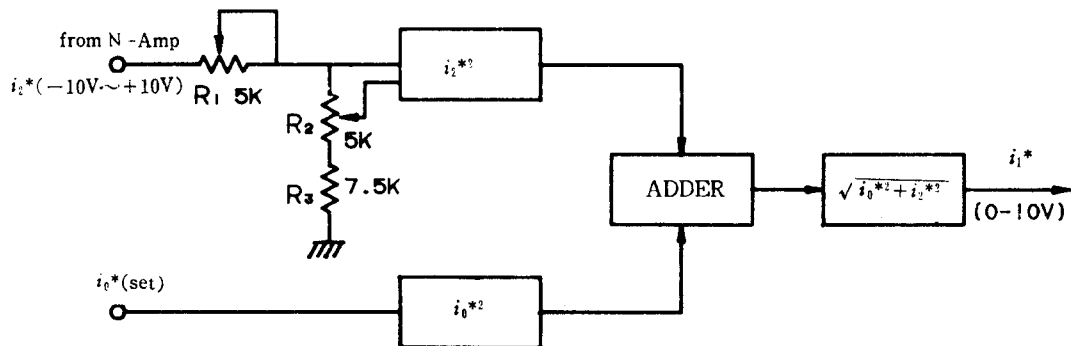 from N-Amp
i₂*(−10V~+10V)
R₁ 5K
R₂
5K
R₃
7.5K
i₂*²
ADDER
√i₀*²+i₂*²
i₁*
(0-10V)
i₀*(set)
i₀*²